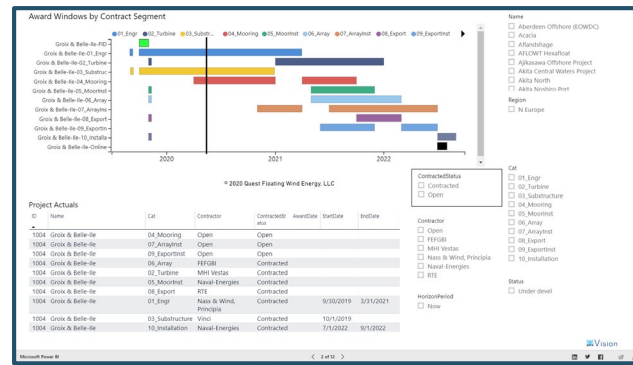 Award Windows by Contract Segment
01_Engr 02_Turbine 03_Substr... 04_Mooring 05_MoorInst 06_Array 07_ArrayInst 08_Export 09_ExportInst
Groix & Belle-Ile-FID
Groix & Belle-Ile-01_Engr
Groix & Belle-Ile-02_Turbine
Groix & Belle-Ile-03_Substruc
Groix & Belle-Ile-04_Mooring
Groix & Belle-Ile-05_MoorInst
Groix & Belle-Ile-06_Array
Groix & Belle-Ile-07_ArrayIns
Groix & Belle-Ile-08_Export
Groix & Belle-Ile-09_ExportIn
Groix & Belle-Ile-10_Installa
Groix & Belle-Ile-Online
2020 2021 2022
© 2020 Quest Floating Wind Energy, LLC
Name
Aberdeen Offshore (EOWDC)
Acacia
Aflandshage
AFLOWT Hexafloat
Ajikasawa Offshore Project
Akita Central Waters Project
Akita North
Akita Noshiro Port
Region
N Europe
ContractedStatus
Contracted
Open
Contractor
Open
FEFGBI
MHI Vestas
Nass & Wind, Principia
Naval-Energies
RTE
HorizonPeriod
Now
Cat
01_Engr
02_Turbine
03_Substructure
04_Mooring
05_MoorInst
06_Array
07_ArrayInst
08_Export
09_ExportInst
10_Installation
Status
Under devel
Project Actuals
ID Name Cat Contractor ContractedSt atus AwardDate StartDate EndDate
1004 Groix & Belle-Ile 04_Mooring Open Open
1004 Groix & Belle-Ile 07_ArrayInst Open Open
1004 Groix & Belle-Ile 09_ExportInst Open Open
1004 Groix & Belle-Ile 06_Array FEFGBI Contracted
1004 Groix & Belle-Ile 02_Turbine MHI Vestas Contracted
1004 Groix & Belle-Ile 05_MoorInst Naval-Energies Contracted
1004 Groix & Belle-Ile 08_Export RTE Contracted
1004 Groix & Belle-Ile 01_Engr Nass & Wind, Contracted 9/30/2019 3/31/2021
Principia
1004 Groix & Belle-Ile 03_Substructure Vinci Contracted 10/1/2019
1004 Groix & Belle-Ile 10_Installation Naval-Energies Contracted 7/1/2022 9/1/2022
Vision
Microsoft Power BI
2 of 12